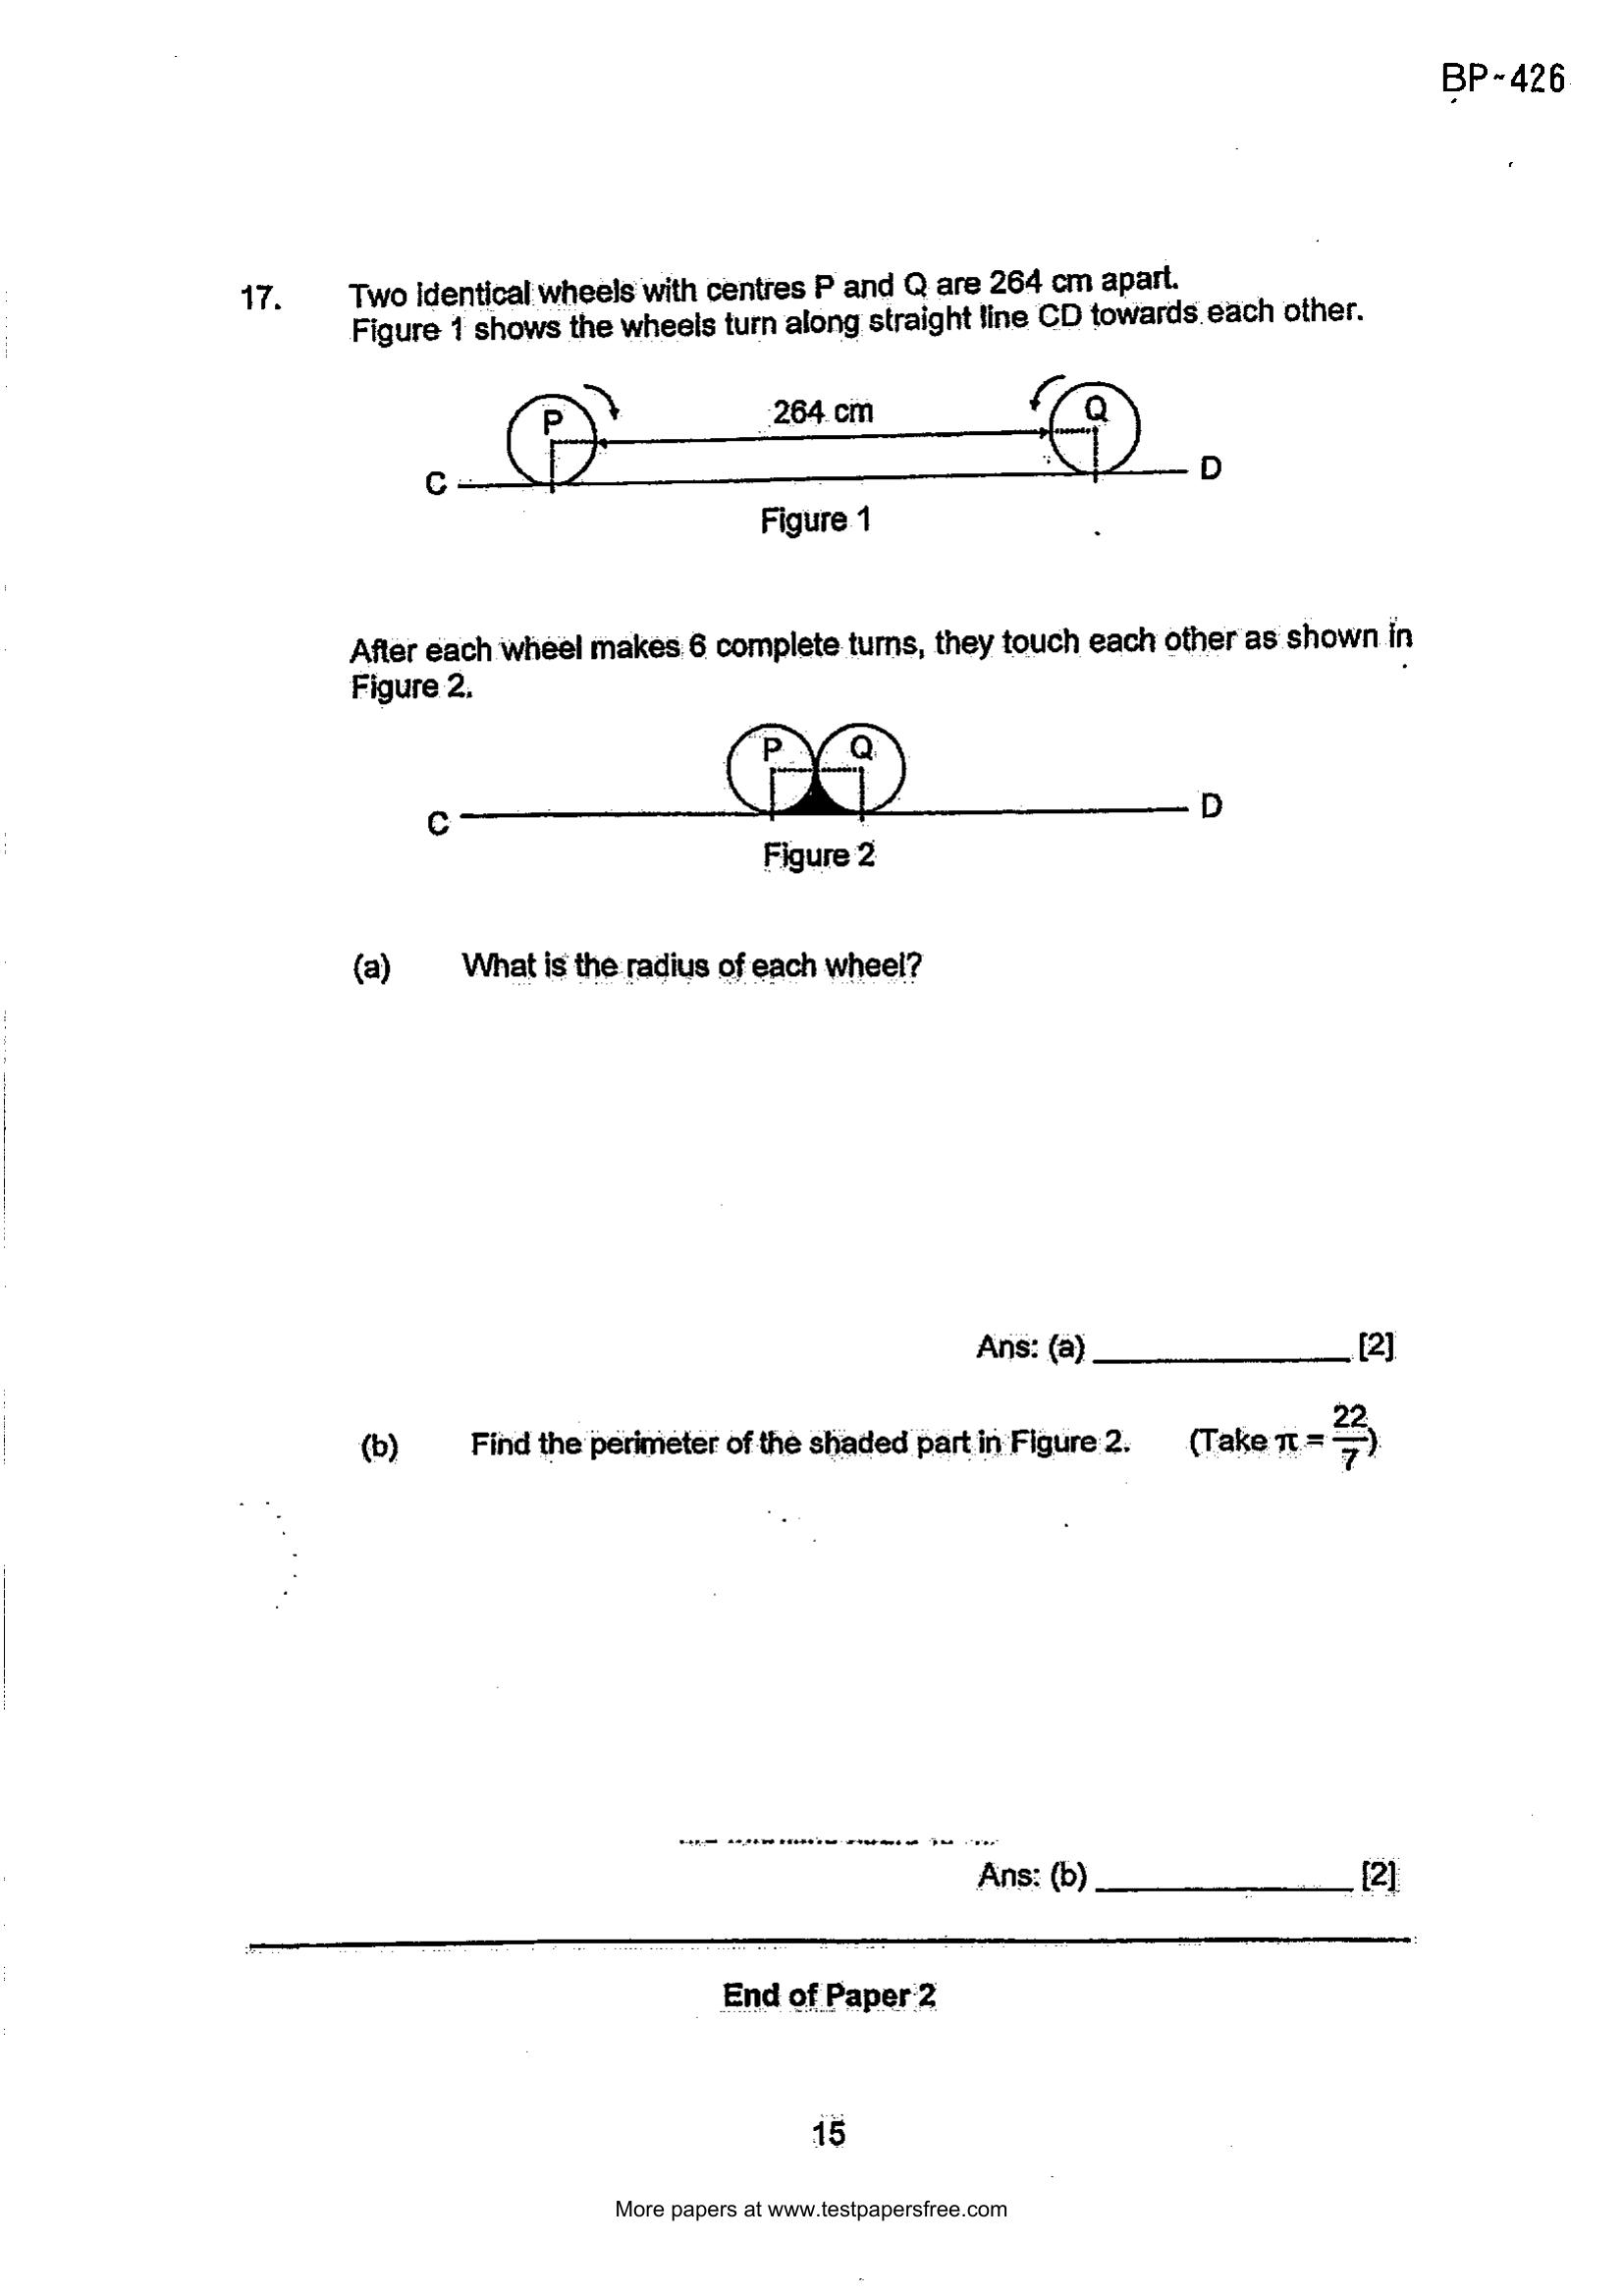 BP-426
17. Two identical wheels with centres P and Q are 264 cm apart.
Figure 1 shows the wheels turn along straight line CD towards each other.
P 264 cm Q
C D
Figure 1
After each wheel makes 6 complete turns, they touch each other as shown in
Figure 2.
P Q
C D
Figure 2
(a) What is the radius of each wheel?
Ans: (a) ______________ [2]
(b) Find the perimeter of the shaded part in Figure 2. (Take π = 22/7)
Ans: (b) ______________ [2]
End of Paper 2
15
More papers at www.testpapersfree.com